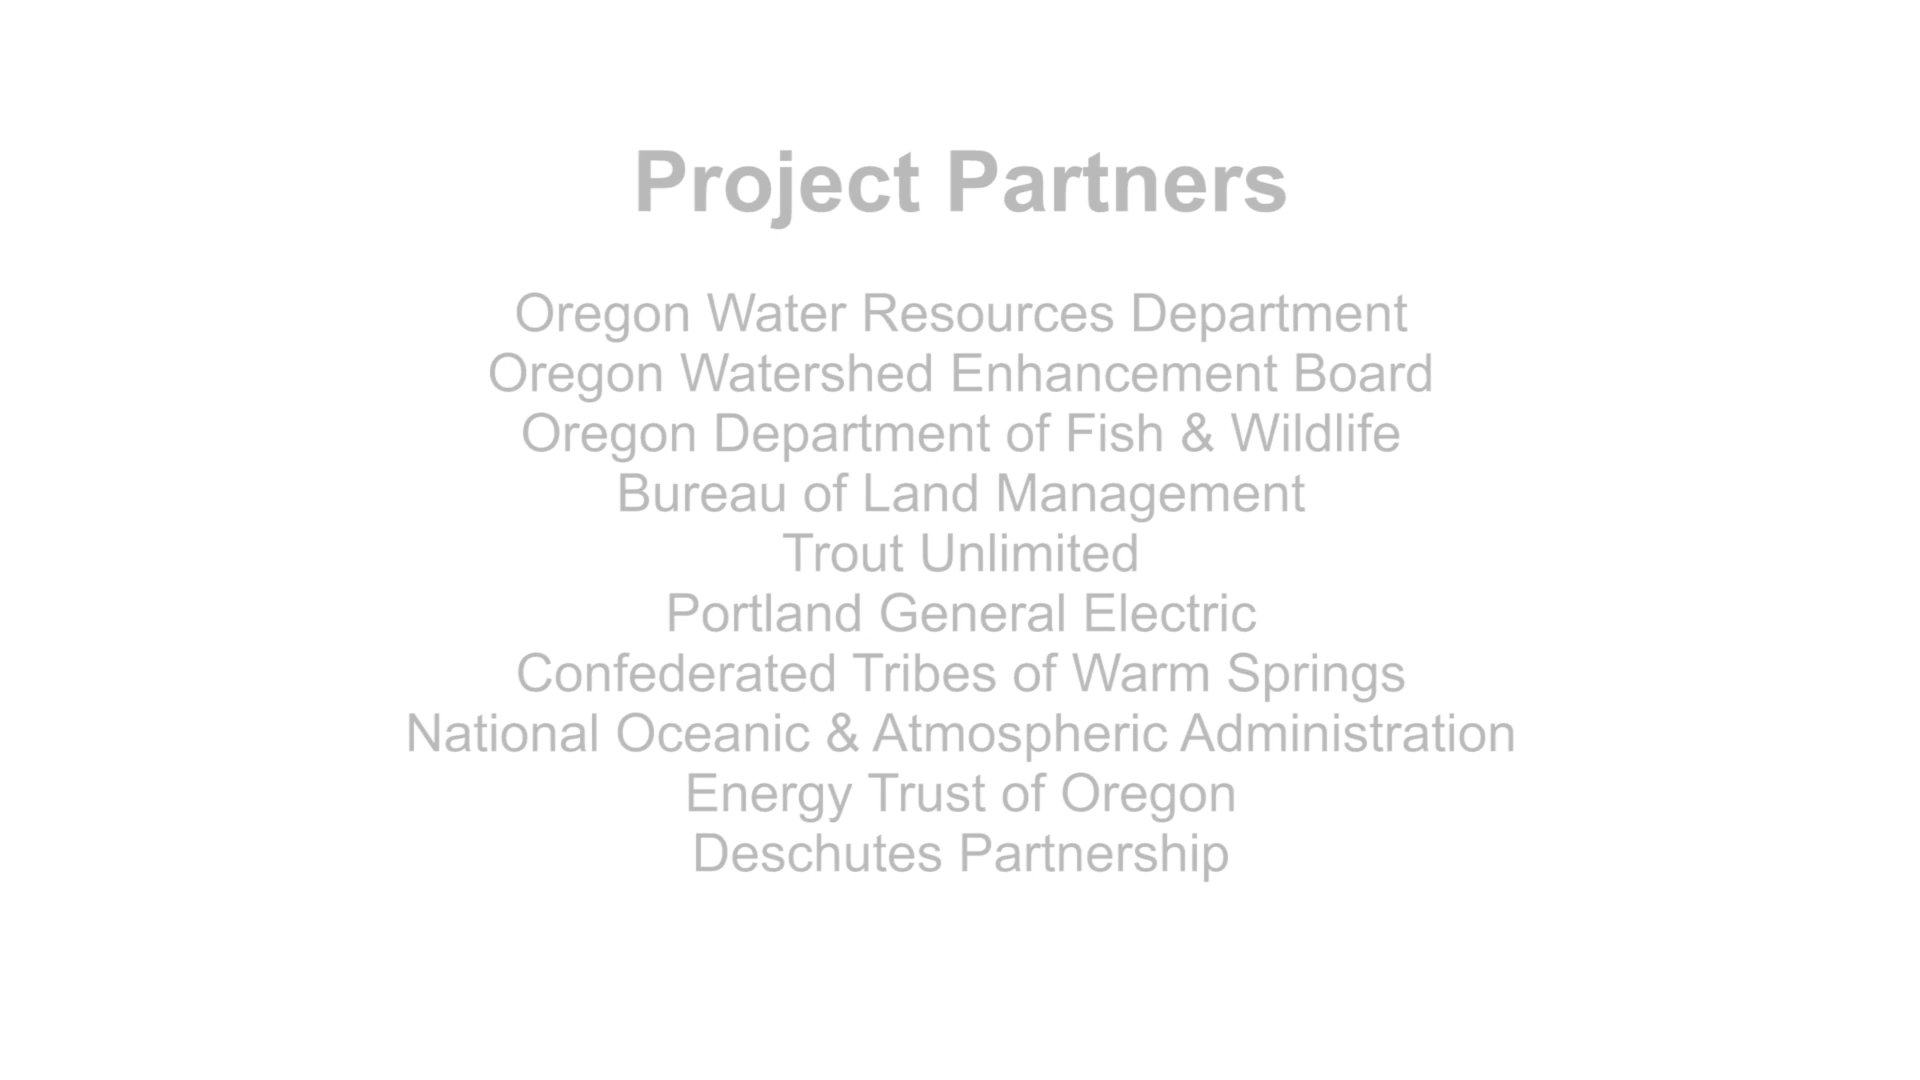 Project Partners
Oregon Water Resources Department
Oregon Watershed Enhancement Board
Oregon Department of Fish & Wildlife
Bureau of Land Management
Trout Unlimited
Portland General Electric
Confederated Tribes of Warm Springs
National Oceanic & Atmospheric Administration
Energy Trust of Oregon
Deschutes Partnership